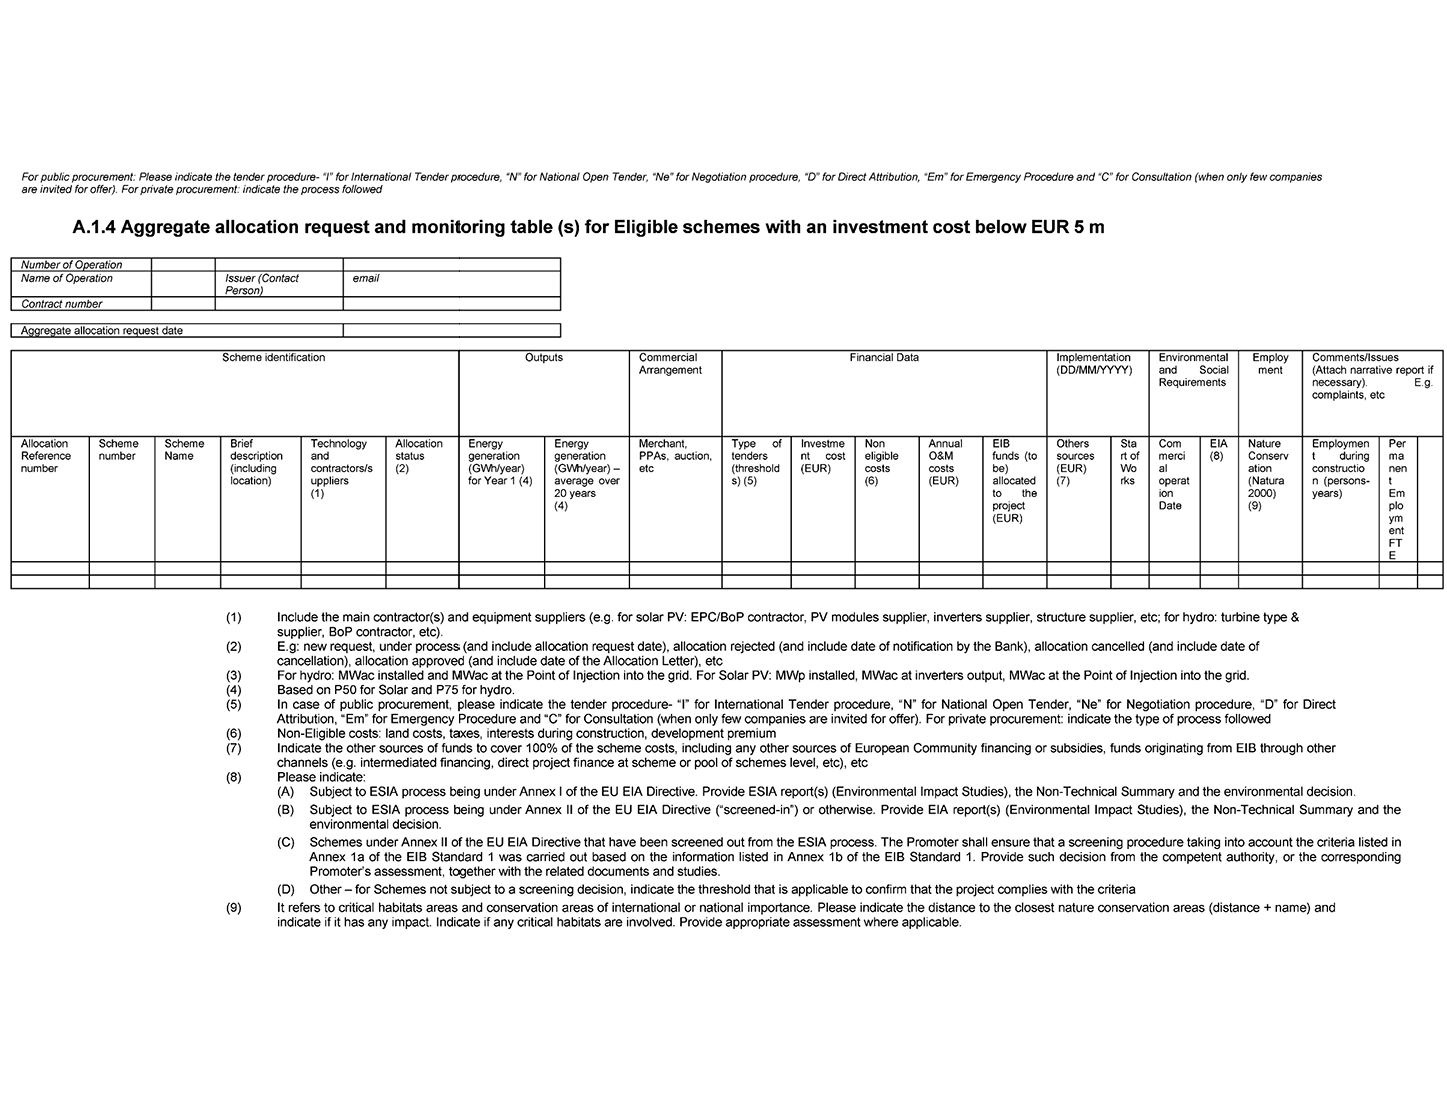 For public procurement: Please indicate the tender procedure- “I” for International Tender procedure, “N” for National Open Tender, “Ne” for Negotiation procedure, “D” for Direct Attribution, “Em” for Emergency Procedure and “C” for Consultation (when only few companies
are invited for offer). For private procurement: indicate the process followed
A.1.4 Aggregate allocation request and monitoring table (s) for Eligible schemes with an investment cost below EUR 5 m
Number of Operation
Name of Operation
Issuer (Contact
Person)
email
Contract number
Aggregate allocation request date
Scheme identification
Outputs
Commercial
Arrangement
Financial Data
Implementation
(DD/MM/YYYY)
Environmental
and Social
Requirements
Employ
ment
Comments/Issues
(Attach narrative report if
necessary). E.g.
complaints, etc
Allocation
Reference
number
Scheme
number
Scheme
Name
Brief
description
(including
location)
Technology
and
contractors/s
uppliers
(1)
Allocation
status
(2)
Energy
generation
(GWh/year)
for Year 1 (4)
Energy
generation
(GWh/year) –
average over
20 years
(4)
Merchant,
PPAs, auction,
etc
Type of
tenders
(threshold
s) (5)
Investme
nt cost
(EUR)
Non
eligible
costs
(6)
Annual
O&M
costs
(EUR)
EIB
funds (to
be)
allocated
to the
project
(EUR)
Others
sources
(EUR)
(7)
Sta
rt of
Wo
rks
Com
merci
al
operat
ion
Date
EIA
(8)
Nature
Conserv
ation
(Natura
2000)
(9)
Employmen
t during
constructio
n (persons-
years)
Per
ma
nen
t
Em
plo
ym
ent
FT
E
(1) Include the main contractor(s) and equipment suppliers (e.g. for solar PV: EPC/BoP contractor, PV modules supplier, inverters supplier, structure supplier, etc; for hydro: turbine type &
supplier, BoP contractor, etc).
(2) E.g: new request, under process (and include allocation request date), allocation rejected (and include date of notification by the Bank), allocation cancelled (and include date of
cancellation), allocation approved (and include date of the Allocation Letter), etc
(3) For hydro: MWac installed and MWac at the Point of Injection into the grid. For Solar PV: MWp installed, MWac at inverters output, MWac at the Point of Injection into the grid.
(4) Based on P50 for Solar and P75 for hydro.
(5) In case of public procurement, please indicate the tender procedure- “I” for International Tender procedure, “N” for National Open Tender, “Ne” for Negotiation procedure, “D” for Direct
Attribution, “Em” for Emergency Procedure and “C” for Consultation (when only few companies are invited for offer). For private procurement: indicate the type of process followed
(6) Non-Eligible costs: land costs, taxes, interests during construction, development premium
(7) Indicate the other sources of funds to cover 100% of the scheme costs, including any other sources of European Community financing or subsidies, funds originating from EIB through other
channels (e.g. intermediated financing, direct project finance at scheme or pool of schemes level, etc), etc
(8) Please indicate:
(A) Subject to ESIA process being under Annex I of the EU EIA Directive. Provide ESIA report(s) (Environmental Impact Studies), the Non-Technical Summary and the environmental decision.
(B) Subject to ESIA process being under Annex II of the EU EIA Directive (“screened-in”) or otherwise. Provide EIA report(s) (Environmental Impact Studies), the Non-Technical Summary and the
environmental decision.
(C) Schemes under Annex II of the EU EIA Directive that have been screened out from the ESIA process. The Promoter shall ensure that a screening procedure taking into account the criteria listed in
Annex 1a of the EIB Standard 1 was carried out based on the information listed in Annex 1b of the EIB Standard 1. Provide such decision from the competent authority, or the corresponding
Promoter’s assessment, together with the related documents and studies.
(D) Other – for Schemes not subject to a screening decision, indicate the threshold that is applicable to confirm that the project complies with the criteria
(9) It refers to critical habitats areas and conservation areas of international or national importance. Please indicate the distance to the closest nature conservation areas (distance + name) and
indicate if it has any impact. Indicate if any critical habitats are involved. Provide appropriate assessment where applicable.